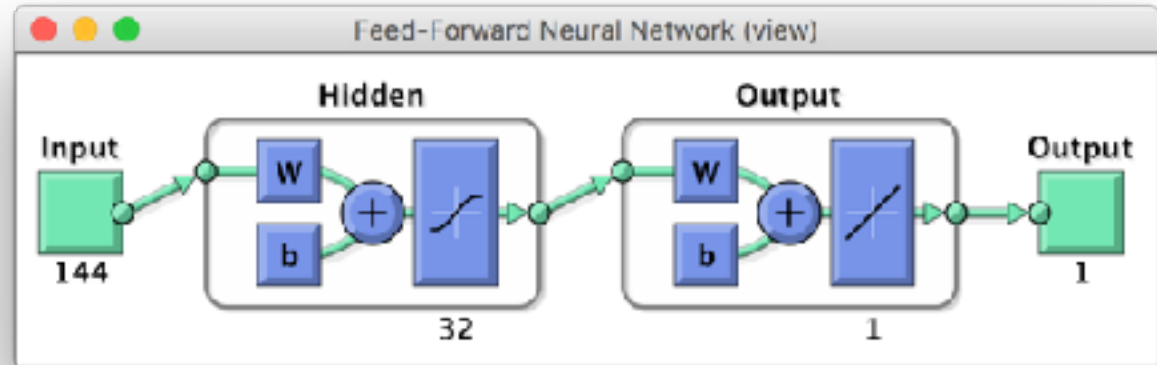 Feed-Forward Neural Network (view)
Hidden
Output
Input
Output
W
W
+
+
b
b
144
1
32
1